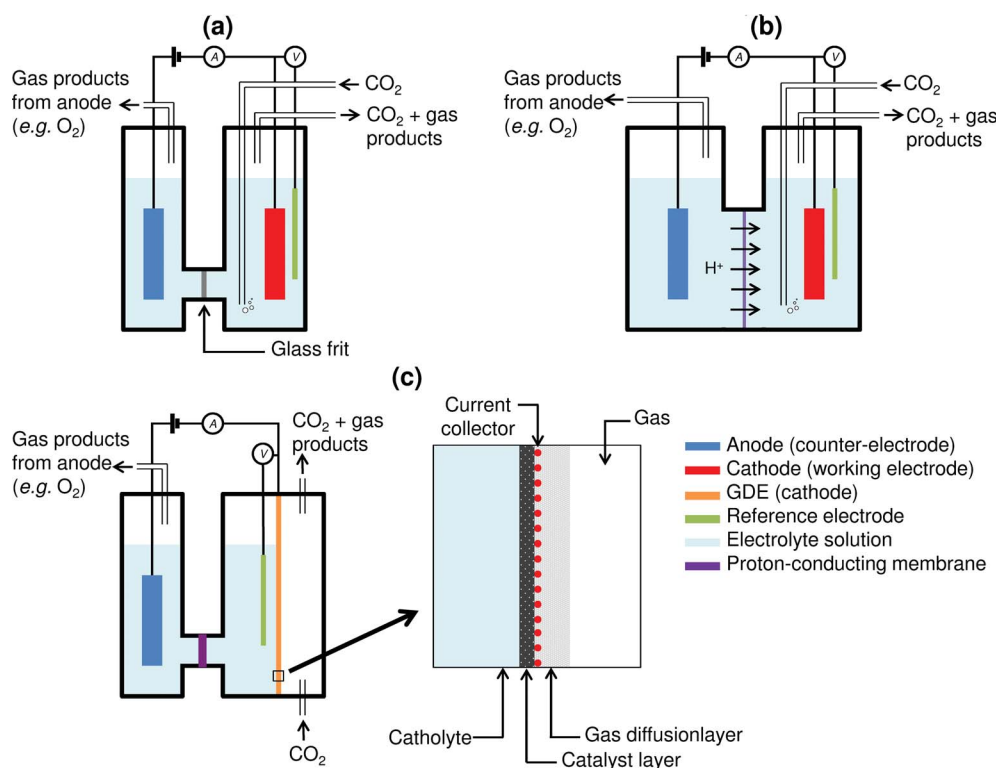 (a)
A
V
Gas products
from anode
(e.g. O₂)
CO₂
CO₂ + gas
products
Glass frit
(b)
A
V
Gas products
from anode
(e.g. O₂)
CO₂
CO₂ + gas
products
H⁺
(c)
A
V
Gas products
from anode
(e.g. O₂)
CO₂ + gas
products
CO₂
Current
collector
Gas
Catholyte
Gas diffusionlayer
Catalyst layer
Anode (counter-electrode)
Cathode (working electrode)
GDE (cathode)
Reference electrode
Electrolyte solution
Proton-conducting membrane